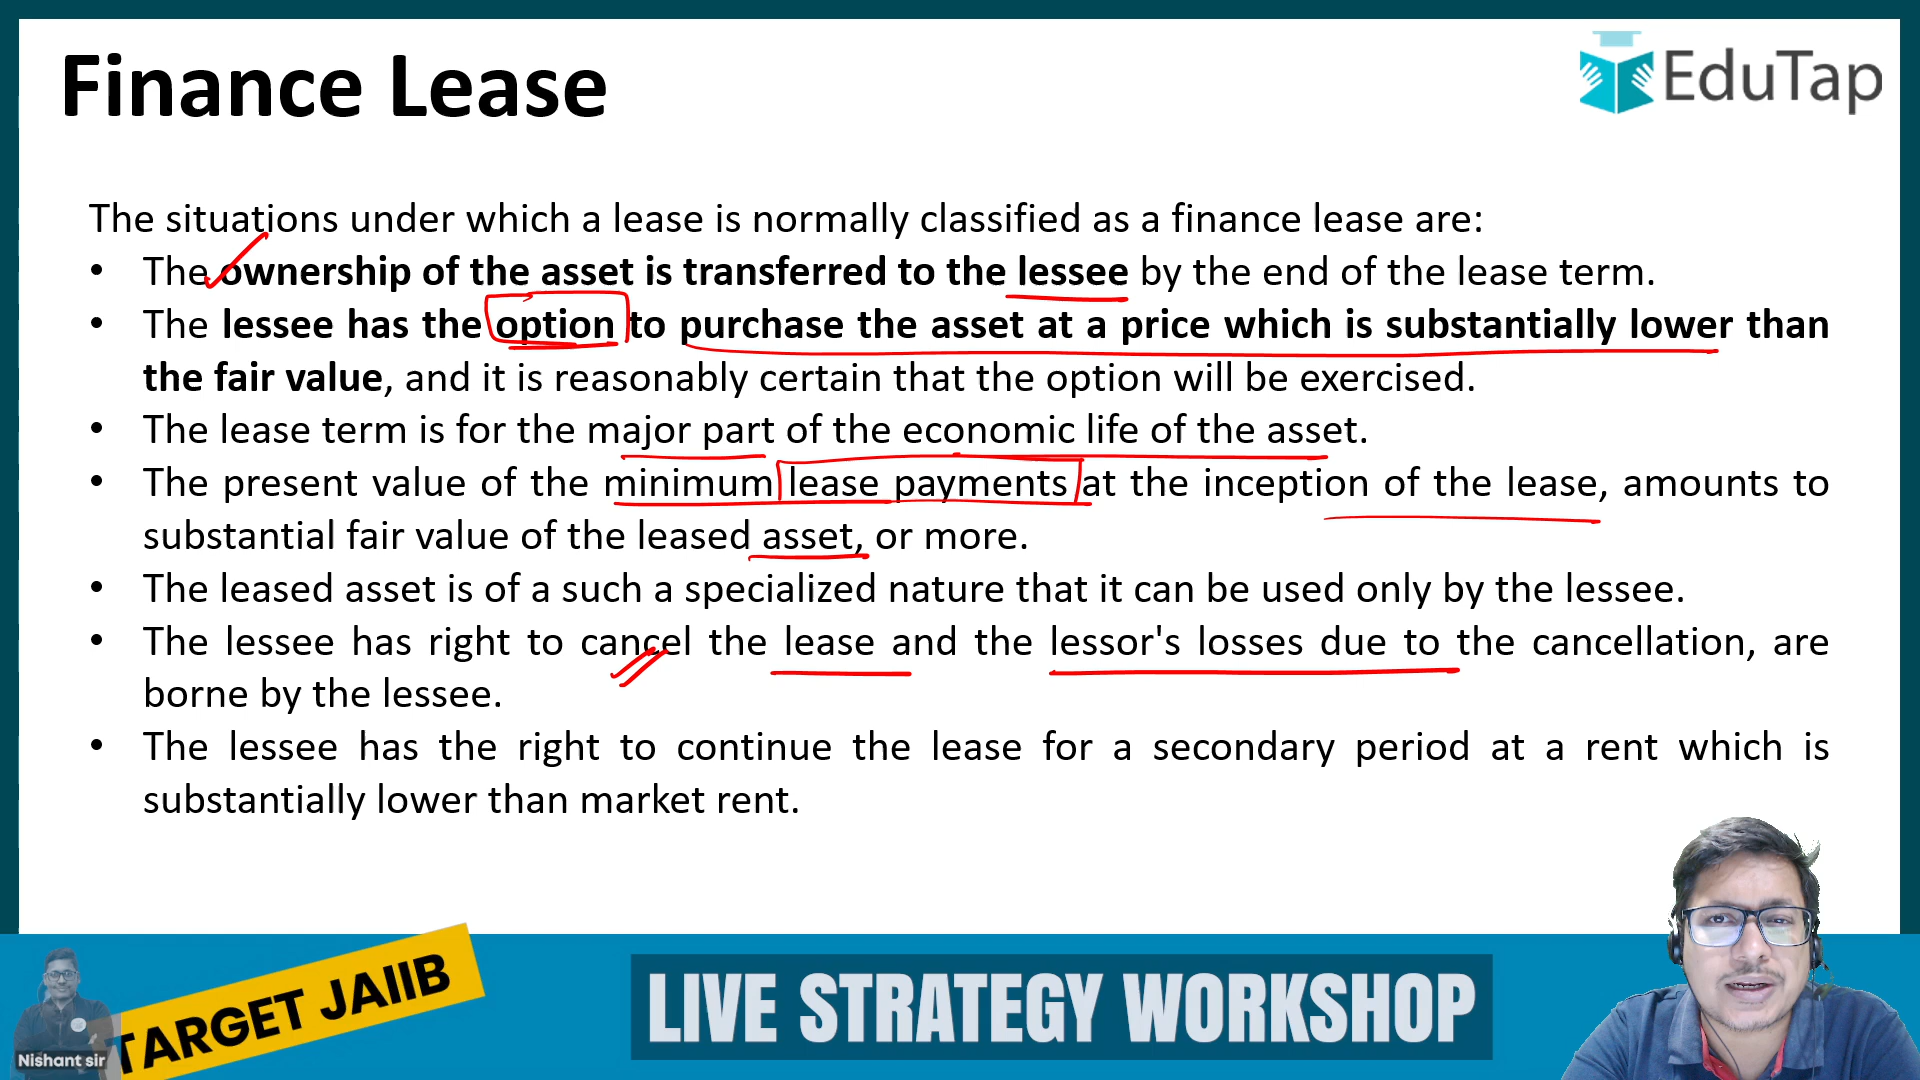 Finance Lease
EduTap
The situations under which a lease is normally classified as a finance lease are:
• The ownership of the asset is transferred to the lessee by the end of the lease term.
• The lessee has the option to purchase the asset at a price which is substantially lower than
the fair value, and it is reasonably certain that the option will be exercised.
• The lease term is for the major part of the economic life of the asset.
• The present value of the minimum lease payments at the inception of the lease, amounts to
substantial fair value of the leased asset, or more.
• The leased asset is of a such a specialized nature that it can be used only by the lessee.
• The lessee has right to cancel the lease and the lessor's losses due to the cancellation, are
borne by the lessee.
• The lessee has the right to continue the lease for a secondary period at a rent which is
substantially lower than market rent.
TARGET JAIIB
LIVE STRATEGY WORKSHOP
Nishant sir